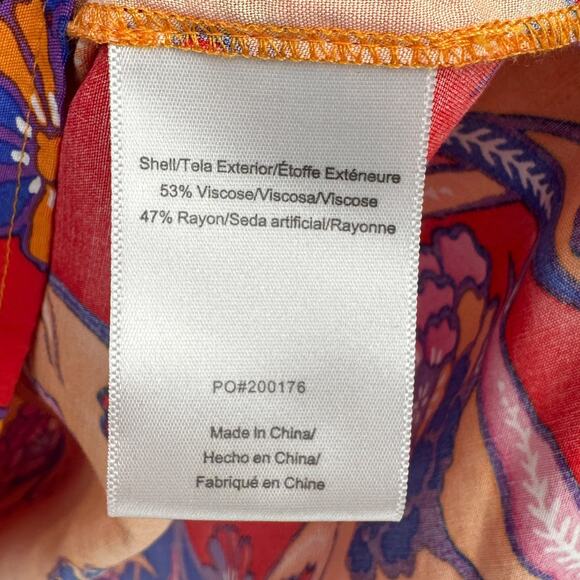 Shell/Tela Exterior/Étoffe Extérieure
53% Viscose/Viscosa/Viscose
47% Rayon/Seda artificial/Rayonne
PO#200176
Made In China/
Hecho en China/
Fabriqué en Chine